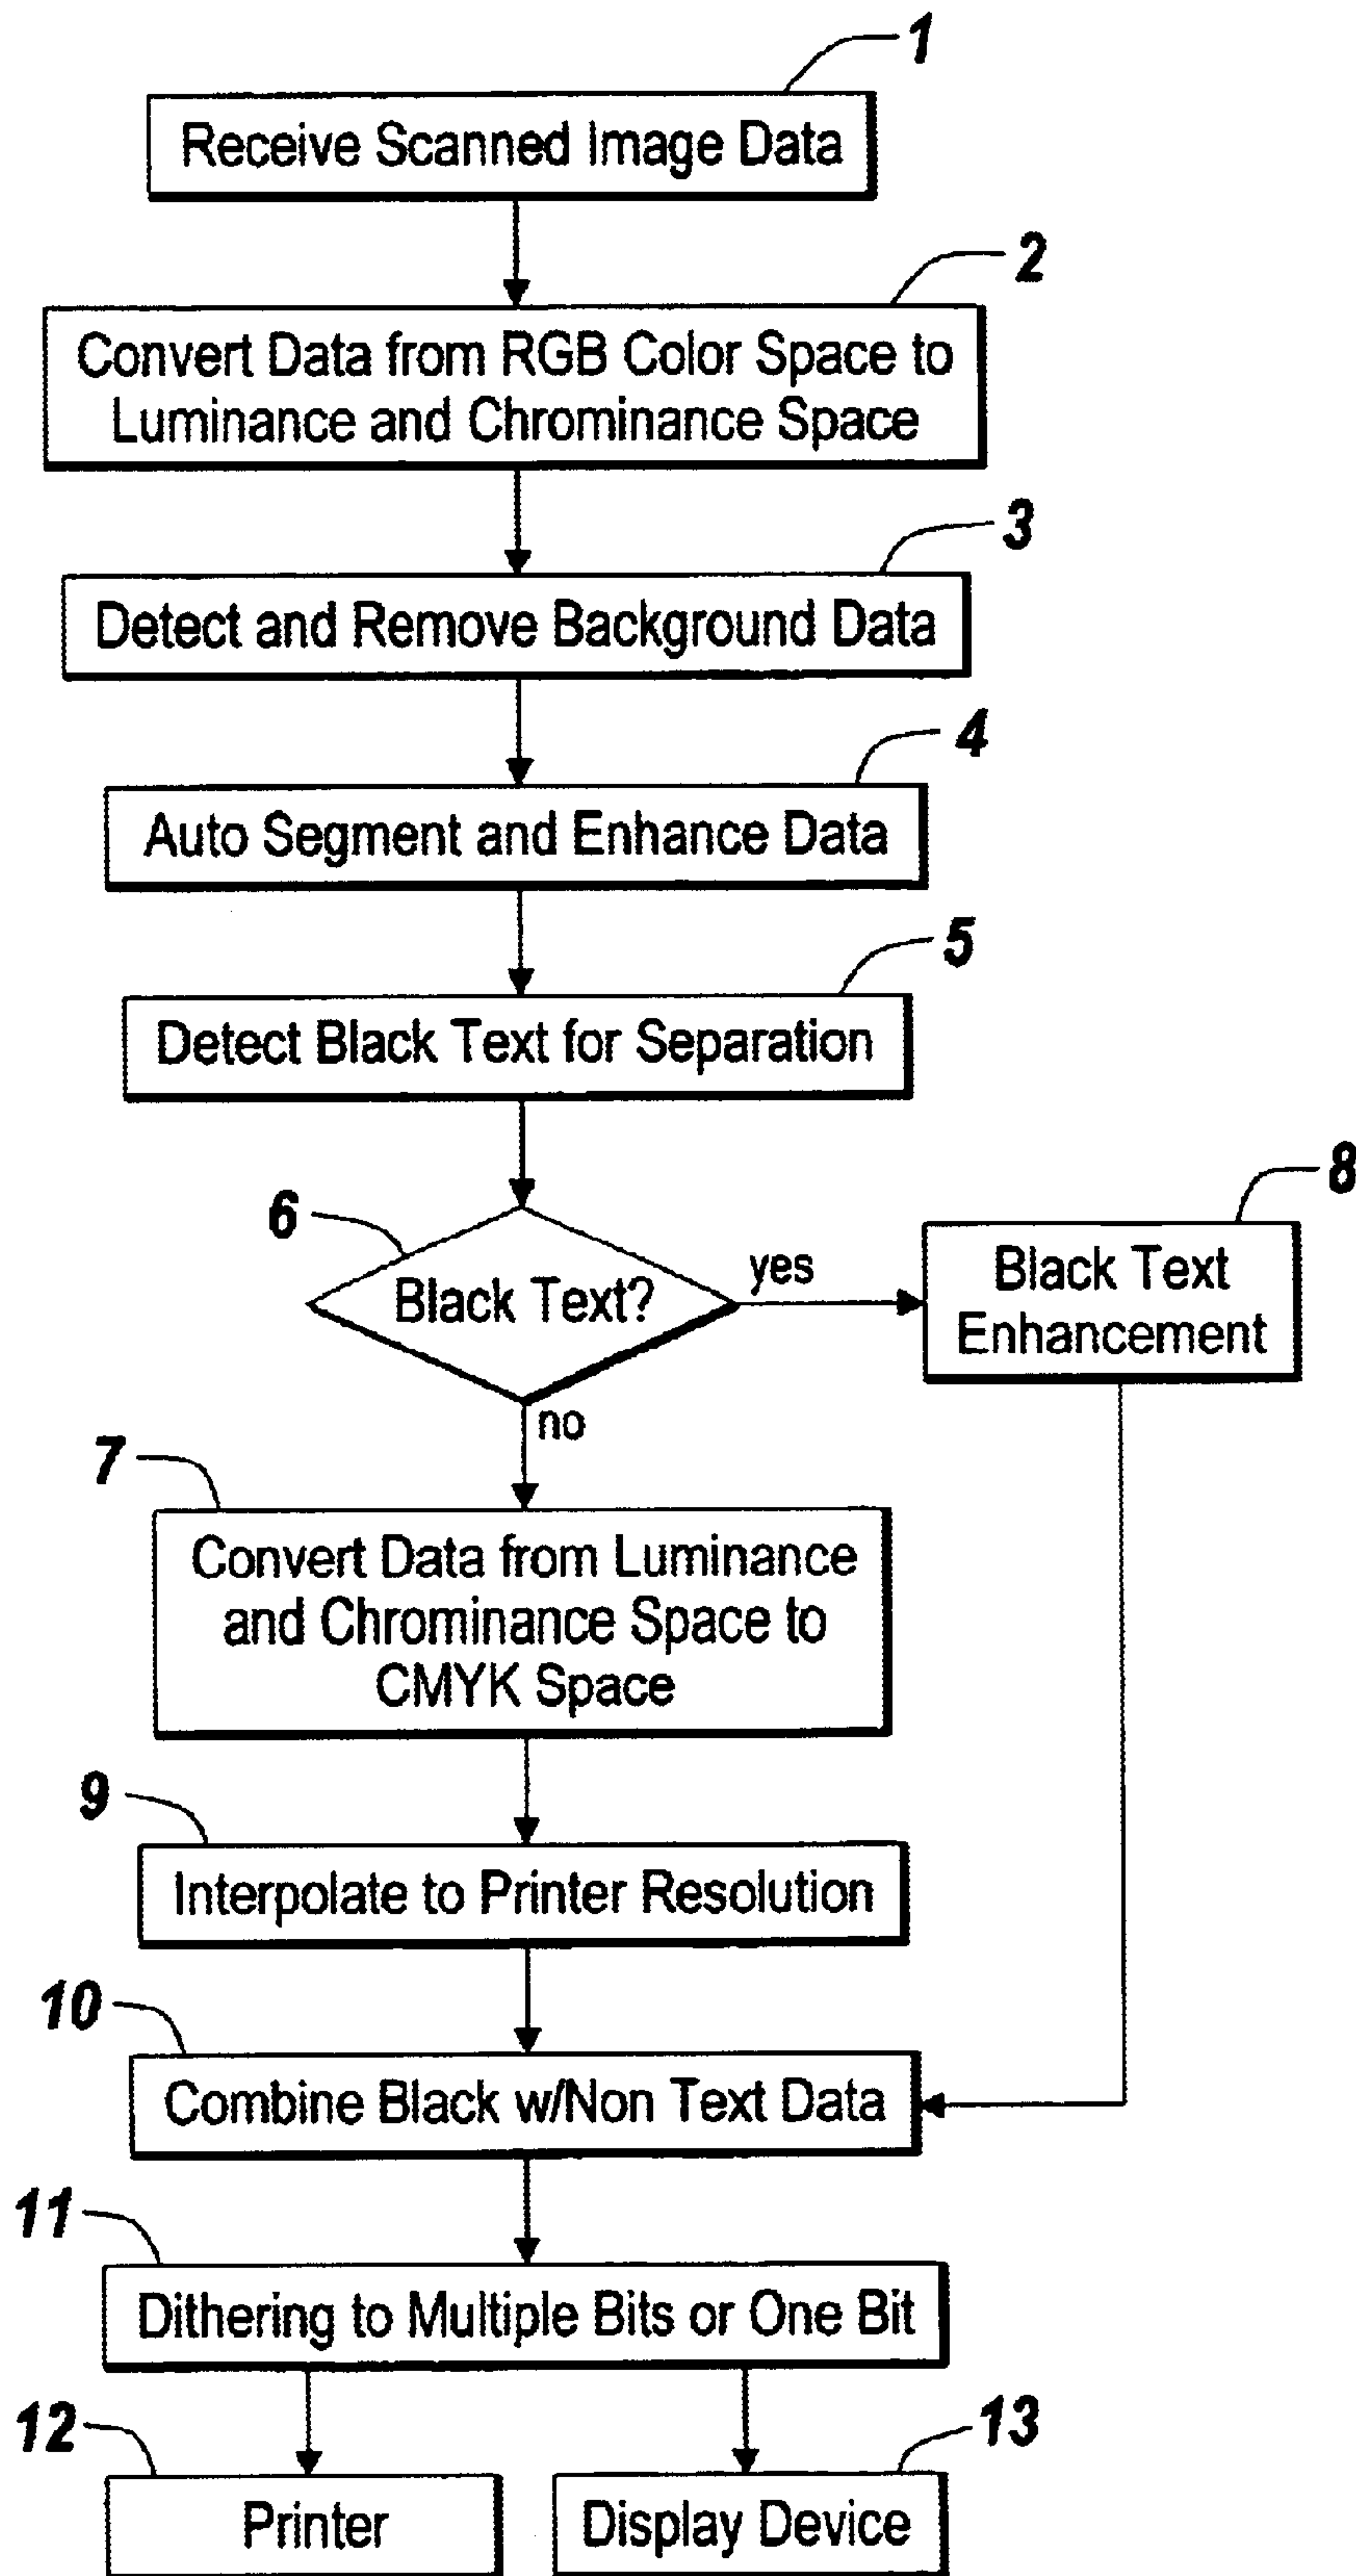 1
Receive Scanned Image Data
2
Convert Data from RGB Color Space to
Luminance and Chrominance Space
3
Detect and Remove Background Data
4
Auto Segment and Enhance Data
5
Detect Black Text for Separation
6
Black Text?
yes
8
Black Text
Enhancement
no
7
Convert Data from Luminance
and Chrominance Space to
CMYK Space
9
Interpolate to Printer Resolution
10
Combine Black w/Non Text Data
11
Dithering to Multiple Bits or One Bit
12
Printer
13
Display Device